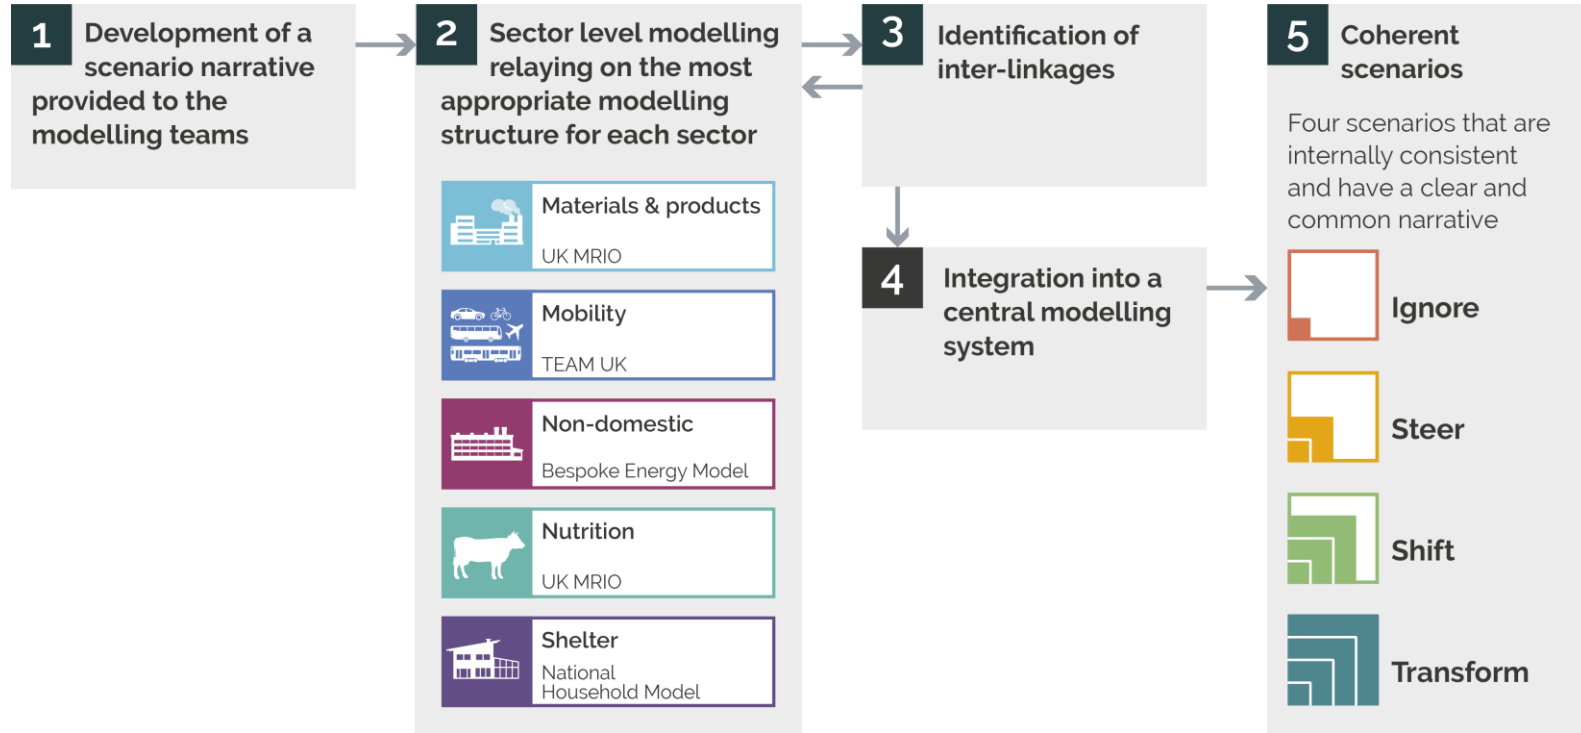 1
Development of a
scenario narrative
provided to the
modelling teams
2
Sector level modelling
relaying on the most
appropriate modelling
structure for each sector
Materials & products
UK MRIO
Mobility
TEAM UK
Non-domestic
Bespoke Energy Model
Nutrition
UK MRIO
Shelter
National
Household Model
3
Identification of
inter-linkages
4
Integration into a
central modelling
system
5
Coherent
scenarios
Four scenarios that are
internally consistent
and have a clear and
common narrative
Ignore
Steer
Shift
Transform